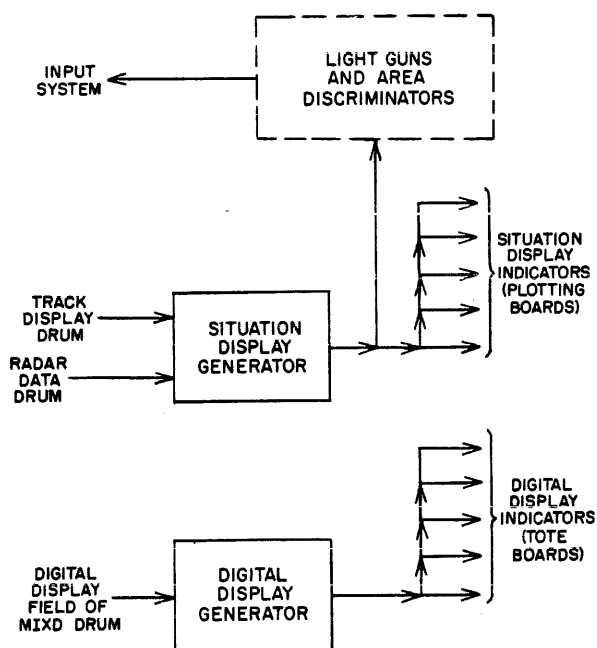 LIGHT GUNS
AND AREA
DISCRIMINATORS
INPUT
SYSTEM
SITUATION
DISPLAY
INDICATORS
(PLOTTING
BOARDS)
TRACK
DISPLAY
DRUM
RADAR
DATA
DRUM
SITUATION
DISPLAY
GENERATOR
DIGITAL
DISPLAY
INDICATORS
(TOTE
BOARDS)
DIGITAL
DISPLAY
FIELD OF
MIXD DRUM
DIGITAL
DISPLAY
GENERATOR